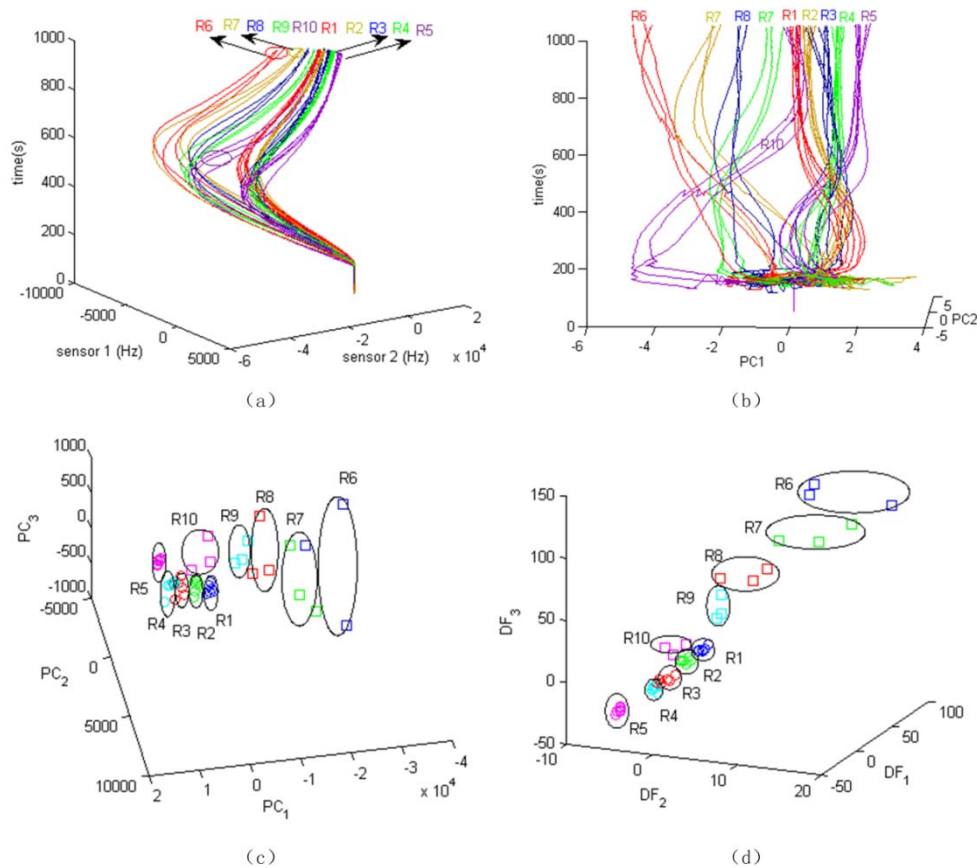 R6 R7 R8 R9 R10 R1 R2 R3 R4 R5
1000
800
600
400
200
0
time(s)
-10000
-5000
0
5000
sensor 1 (Hz)
-6
-4
-2
0
2
x 10^4
sensor 2 (Hz)
(a)
R6 R7 R8 R7 R1 R2 R3 R4 R5
1000
800
600
400
200
0
time(s)
R10
-6 -4 -2 0 2 4
PC1
5
0
-5
PC2
(b)
1000
500
0
-500
-1000
-5000
PC3
0
5000
10000
PC2
2 1 0 -1 -2 -3 -4
x 10^4
PC1
R10 R9 R8 R7 R6
R5
R4
R3
R2
R1
(c)
150
100
50
0
-50
DF3
-10
0
10
20
DF2
-50
0
50
100
DF1
R6
R7
R8
R9
R10
R1
R2
R3
R4
R5
(d)